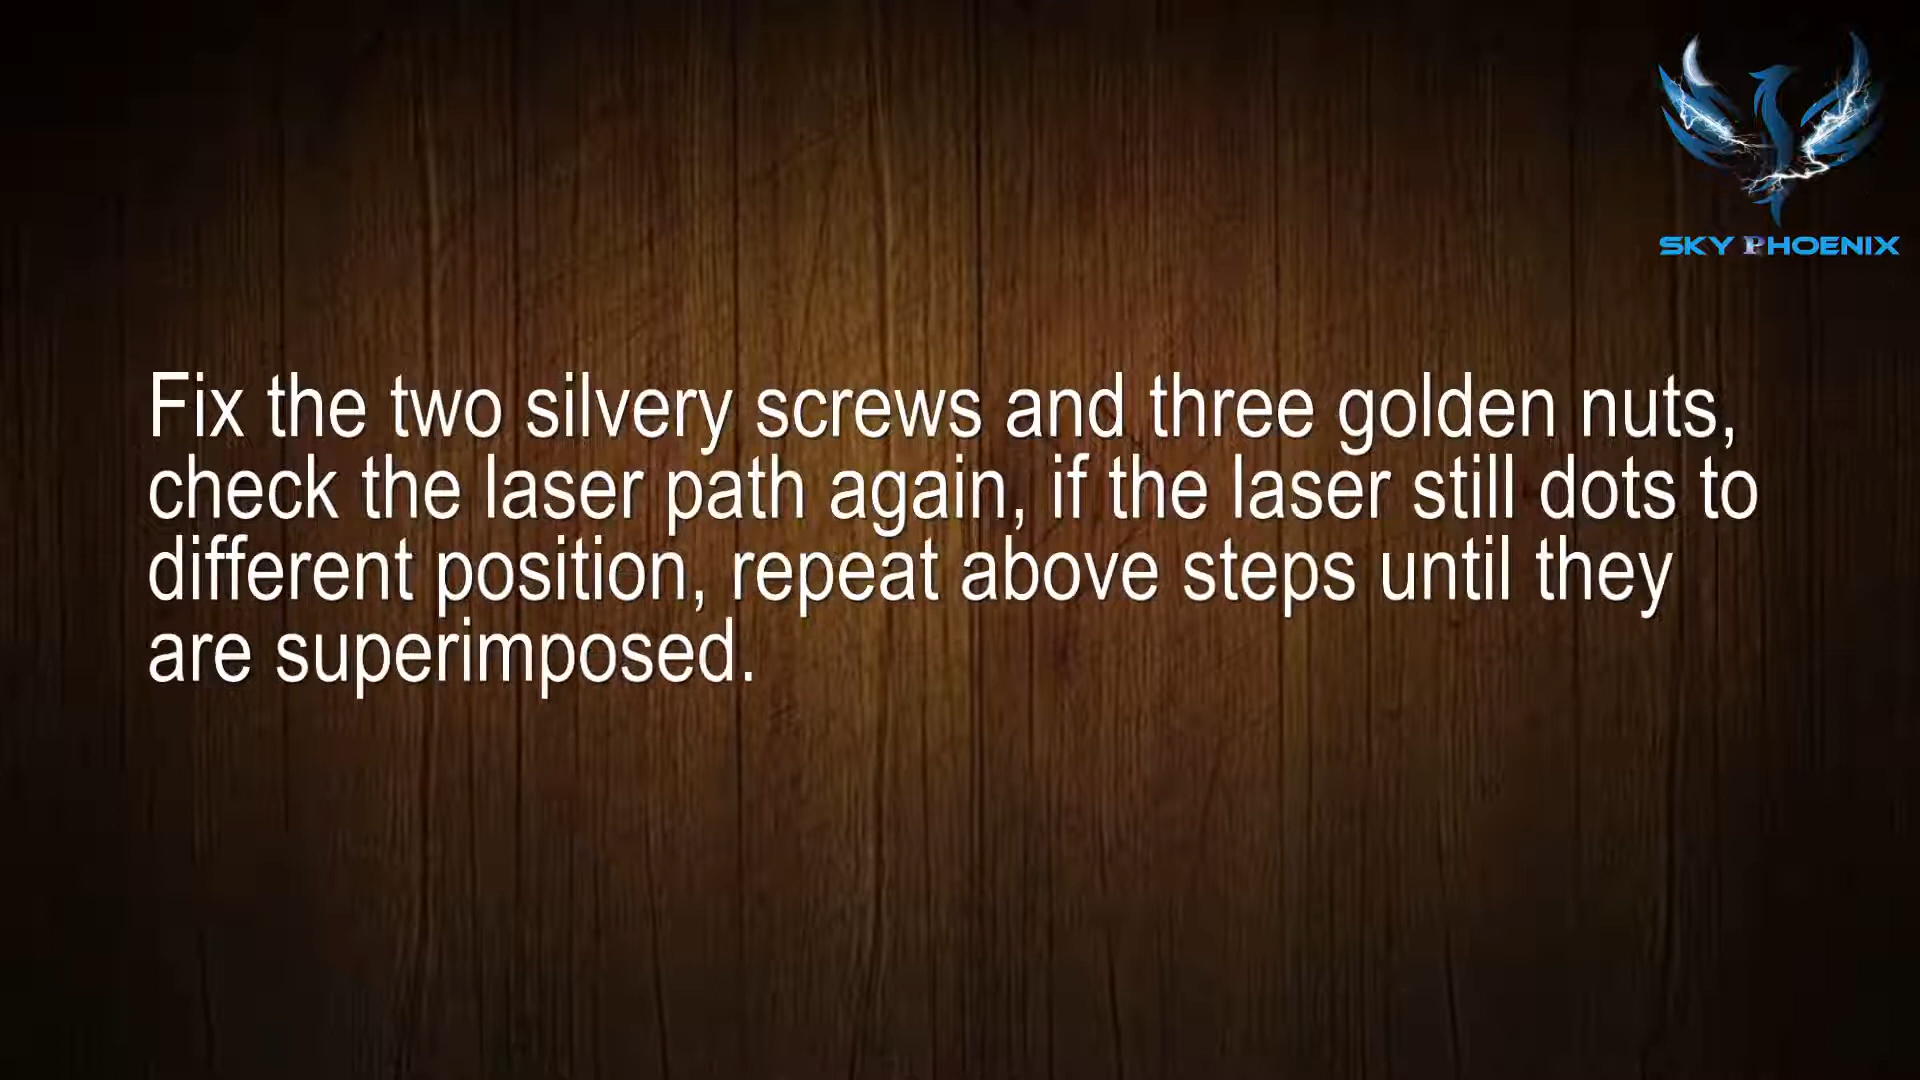 SKY PHOENIX
Fix the two silvery screws and three golden nuts,
check the laser path again, if the laser still dots to
different position, repeat above steps until they
are superimposed.